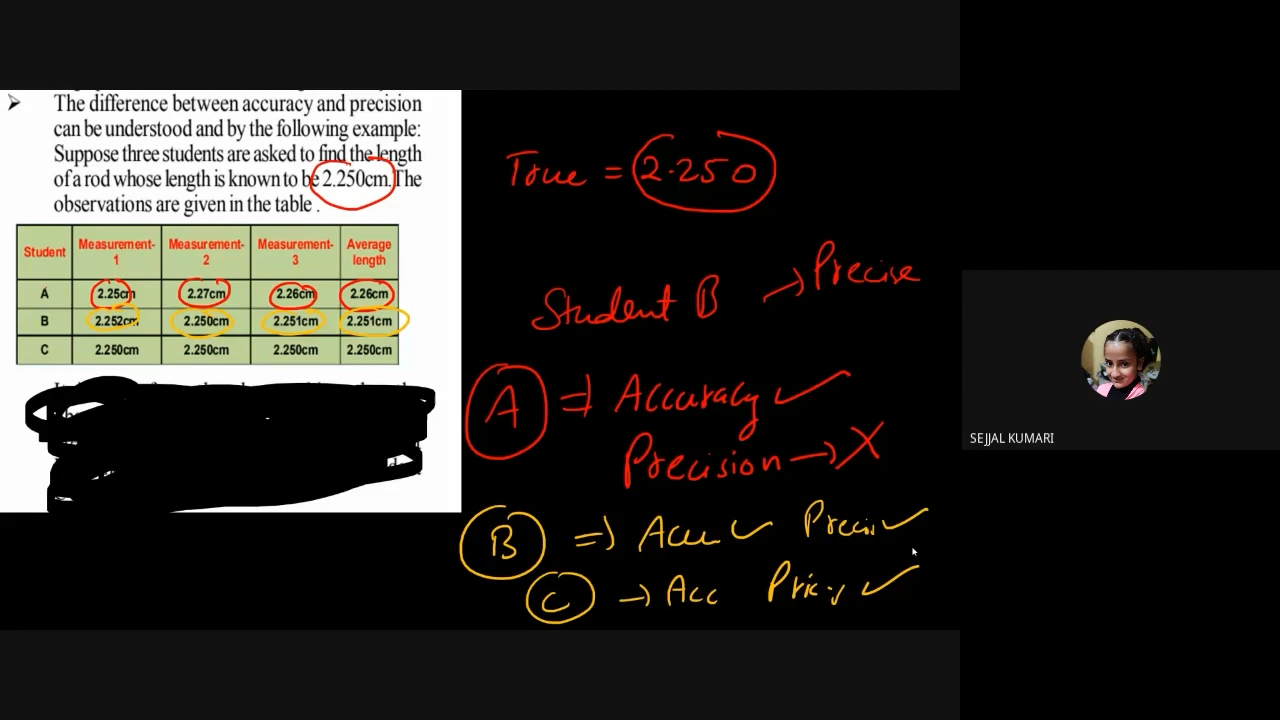 ➤ The difference between accuracy and precision
can be understood and by the following example:
Suppose three students are asked to find the length
of a rod whose length is known to be 2.250cm. The
observations are given in the table .
Student Measurement-1 Measurement-2 Measurement-3 Average length
A 2.25cm 2.27cm 2.26cm 2.26cm
B 2.252cm 2.250cm 2.251cm 2.251cm
C 2.250cm 2.250cm 2.250cm 2.250cm
True = 2.250
Student B → Precise
A ⇒ Accuracy ✓
Precision → X
B ⇒ ✓ ✓
C → Acc ✓
SEJJAL KUMARI